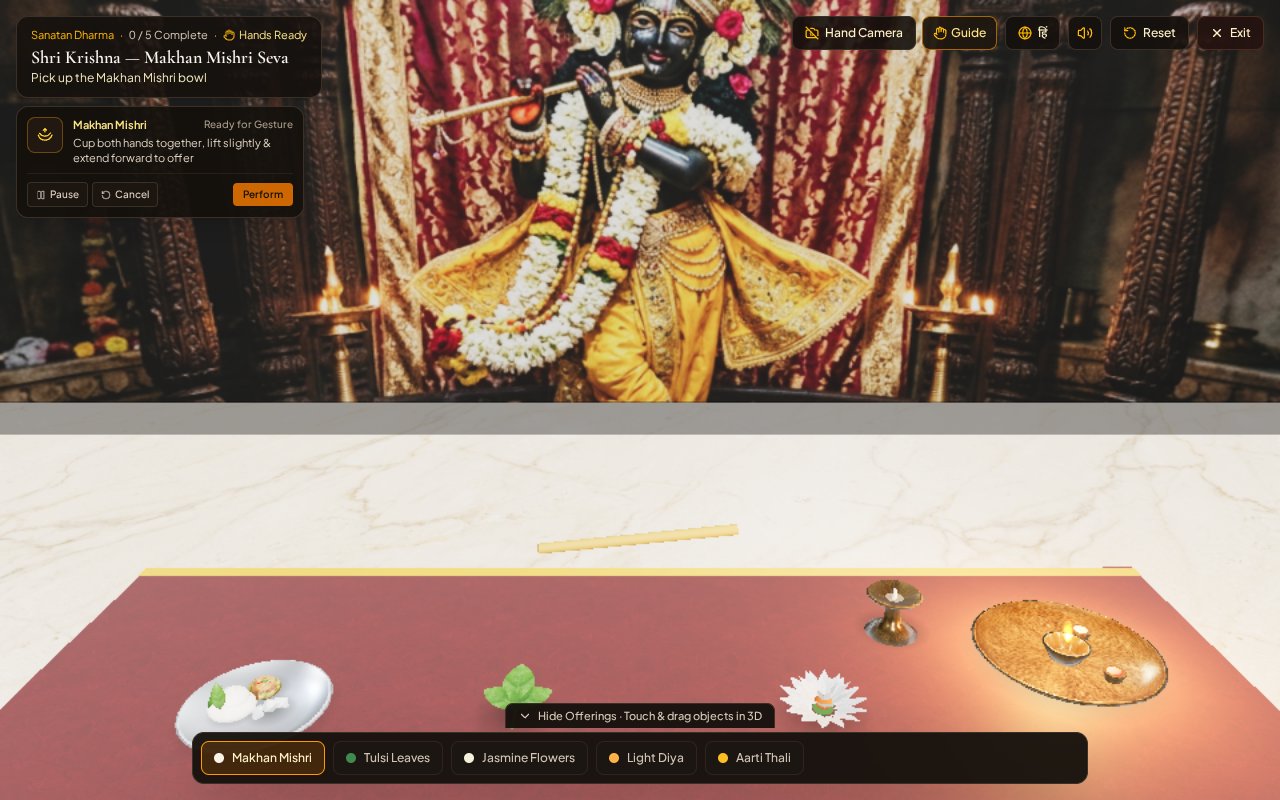 Sanatan Dharma · 0 / 5 Complete · Hands Ready
Shri Krishna — Makhan Mishri Seva
Pick up the Makhan Mishri bowl
Makhan Mishri Ready for Gesture
Cup both hands together, lift slightly &
extend forward to offer
Pause Cancel Perform
Hand Camera Guide हिं Reset Exit
Hide Offerings · Touch & drag objects in 3D
Makhan Mishri Tulsi Leaves Jasmine Flowers Light Diya Aarti Thali